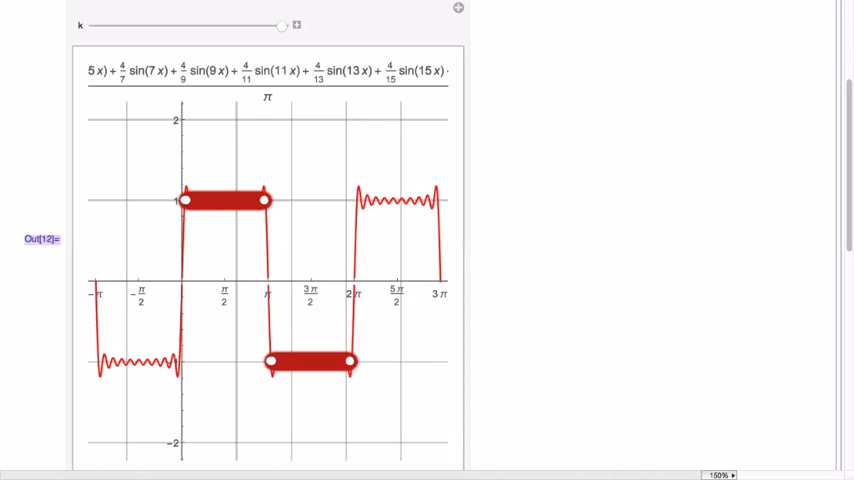 k
5 x) + 4/7 sin(7 x) + 4/9 sin(9 x) + 4/11 sin(11 x) + 4/13 sin(13 x) + 4/15 sin(15 x) ·
π
2
1
Out[12]=
-π -π/2 π/2 π 3π/2 2π 5π/2 3π
-2
150%